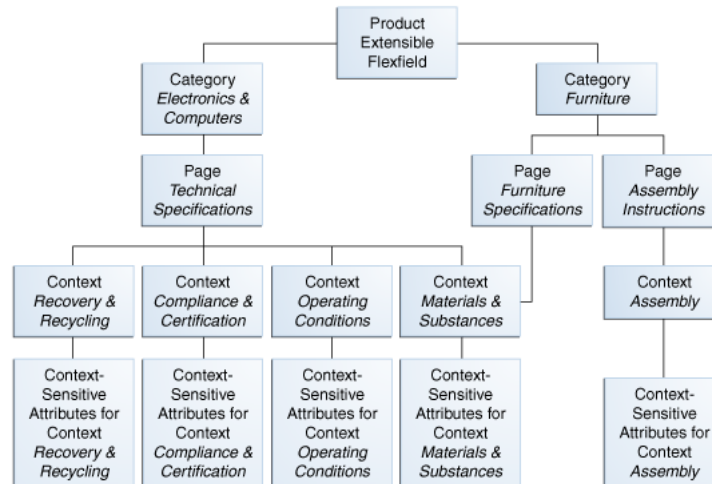 Product
Extensible
Flexfield
Category
Electronics &
Computers
Category
Furniture
Page
Technical
Specifications
Page
Furniture
Specifications
Page
Assembly
Instructions
Context
Recovery &
Recycling
Context
Compliance &
Certification
Context
Operating
Conditions
Context
Materials &
Substances
Context
Assembly
Context-
Sensitive
Attributes for
Context
Recovery &
Recycling
Context-
Sensitive
Attributes for
Context
Compliance &
Certification
Context-
Sensitive
Attributes for
Context
Operating
Conditions
Context-
Sensitive
Attributes for
Context
Materials &
Substances
Context-
Sensitive
Attributes for
Context
Assembly